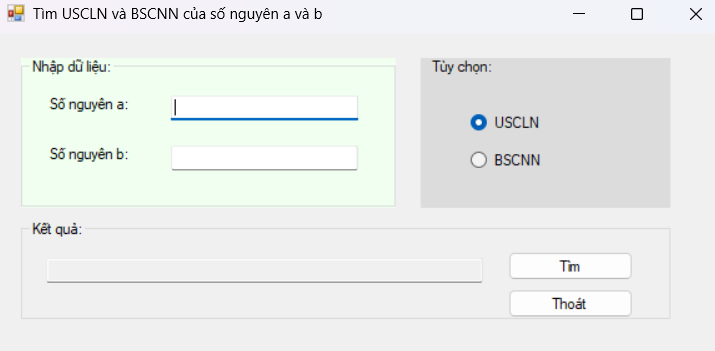 Tìm USCLN và BSCNN của số nguyên a và b
Nhập dữ liệu:
Số nguyên a:
Số nguyên b:
Tùy chọn:
USCLN
BSCNN
Kết quả:
Tìm
Thoát